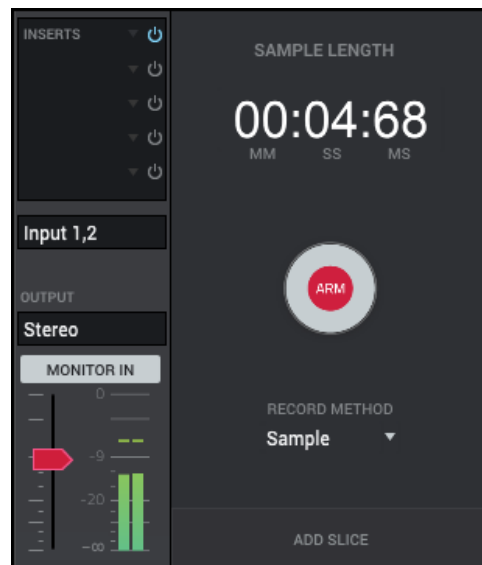 INSERTS
Input 1,2
OUTPUT
Stereo
MONITOR IN
0
-9
-20
-∞
SAMPLE LENGTH
00:04:68
MM SS MS
ARM
RECORD METHOD
Sample
ADD SLICE